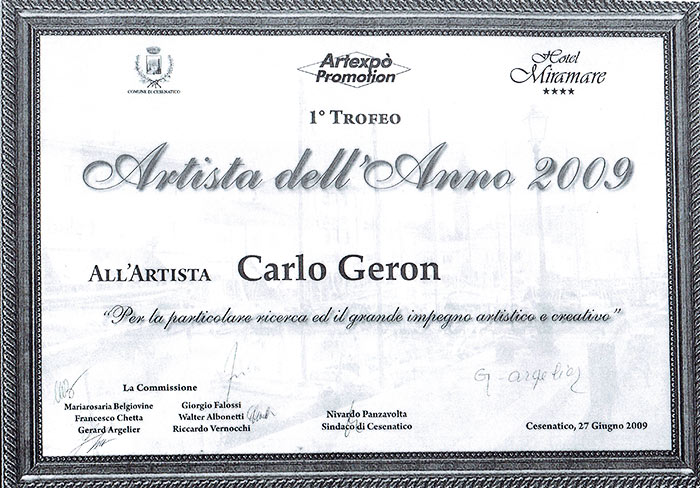 COMUNE DI CESENATICO
Artexpò
Promotion
Hotel
Miramare
1° TROFEO
Artista dell'Anno 2009
ALL'ARTISTA Carlo Geron
“Per la particolare ricerca ed il grande impegno artistico e creativo”
G. argelier
La Commissione
Mariarosaria Belgiovine
Francesco Chetta
Gerard Argelier
Giorgio Falossi
Walter Albonetti
Riccardo Vernocchi
Nivardo Panzavolta
Sindaco di Cesenatico
Cesenatico, 27 Giugno 2009